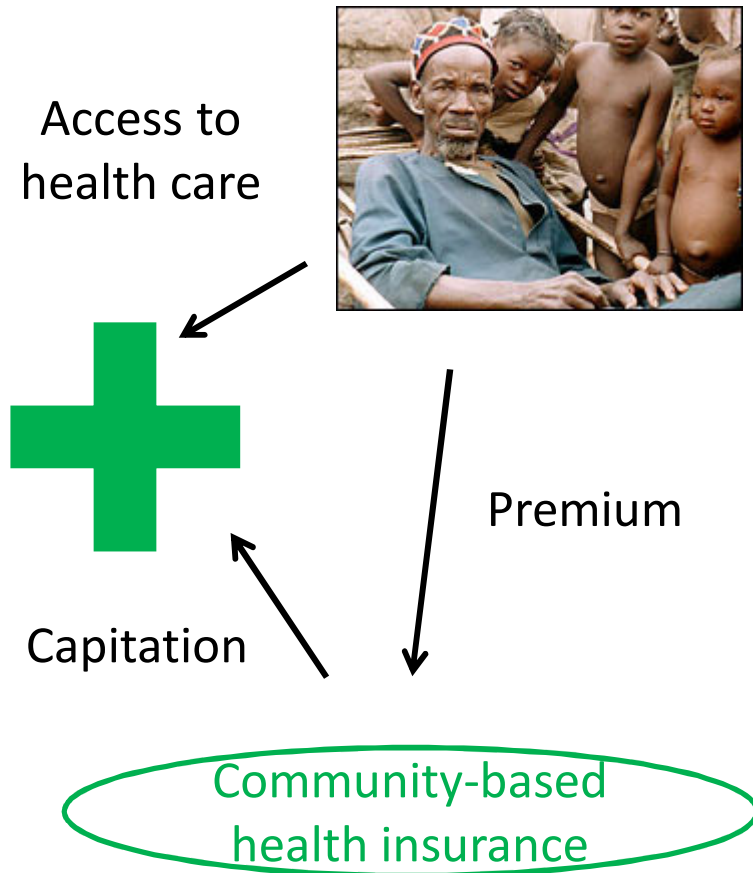 Access to
health care
Premium
Capitation
Community-based
health insurance